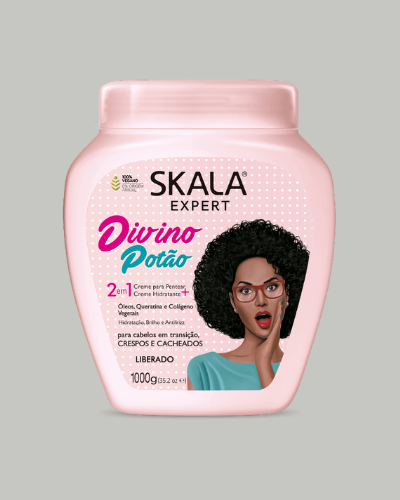 100%
VEGANO
SKALA®
EXPERT
Divino
Potão
2 em 1 Creme para Pentear +
Creme Hidratante
Óleos, Queratina e Colágeno
Vegetais
Hidratação, Brilho e Antifrizz
para cabelos em transição,
CRESPOS E CACHEADOS
LIBERADO
1000g (35.2 oz